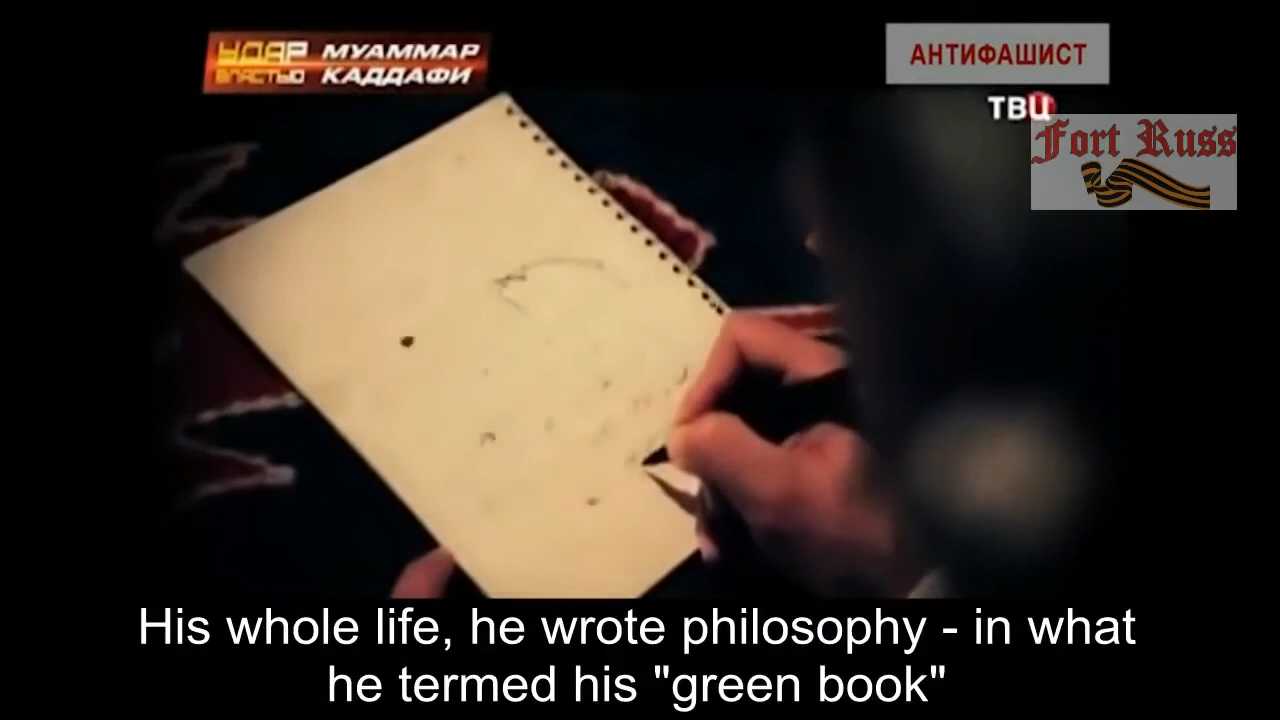 УДАР МУАММАР
ВЛАСТЬЮ КАДДАФИ
АНТИФАШИСТ
ТВЦ
Fort Russ
His whole life, he wrote philosophy - in what
he termed his "green book"